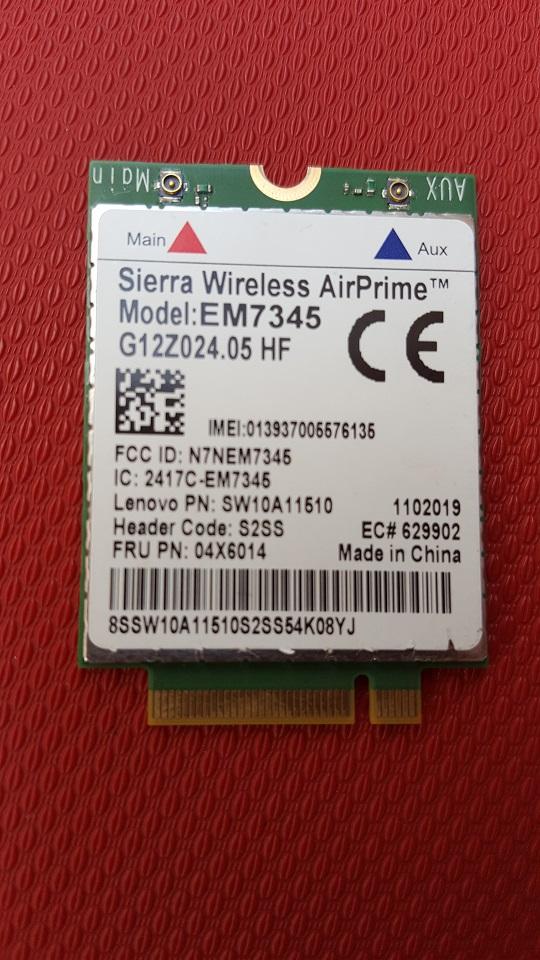 Main AUX
Main Aux
Sierra Wireless AirPrime™
Model:EM7345
G12Z024.05 HF
CE
IMEI:013937005576135
FCC ID: N7NEM7345
IC: 2417C-EM7345
Lenovo PN: SW10A11510 1102019
Header Code: S2SS EC# 629902
FRU PN: 04X6014 Made in China
8SSW10A11510S2SS54K08YJ